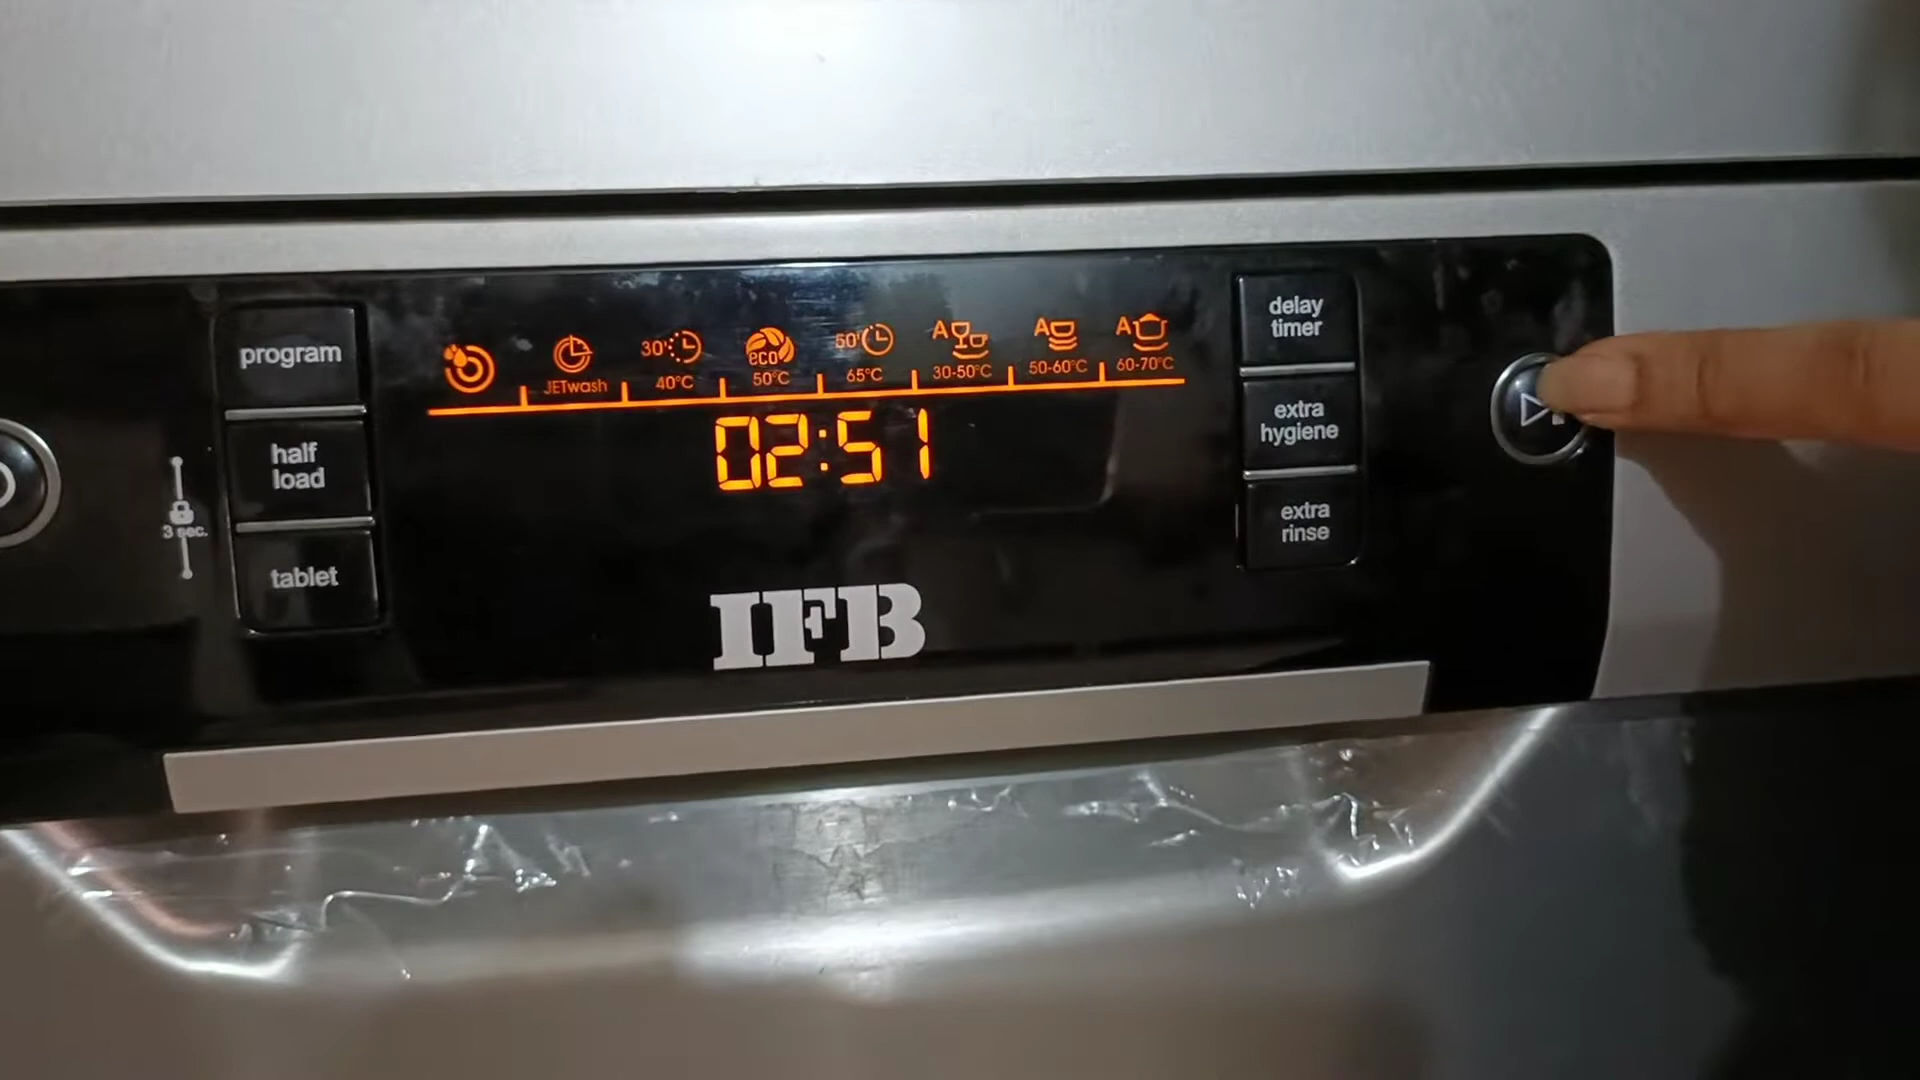 program
half
load
tablet
3 sec.
JETwash
30'
40°C
eco
50°C
50'
65°C
A
30-50°C
A
50-60°C
A
60-70°C
02:51
IFB
delay
timer
extra
hygiene
extra
rinse